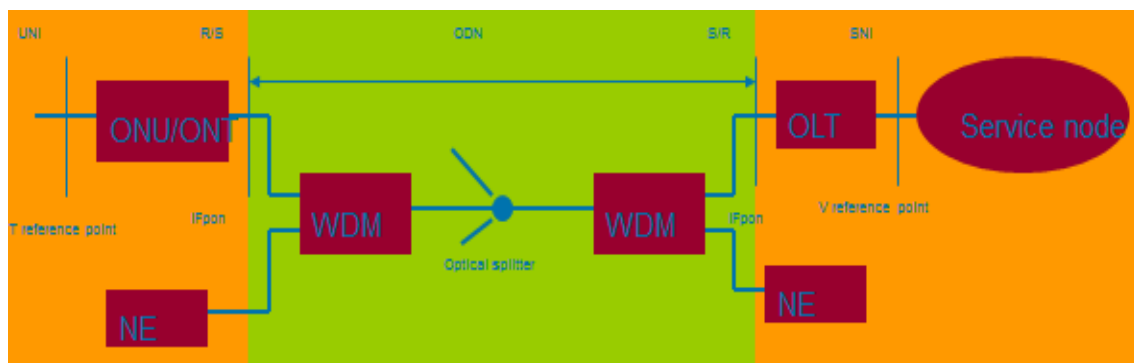 UNI
R/S
ODN
S/R
SNI
ONU/ONT
OLT
Service node
WDM
WDM
T reference point
IFpon
IFpon
V reference point
Optical splitter
NE
NE